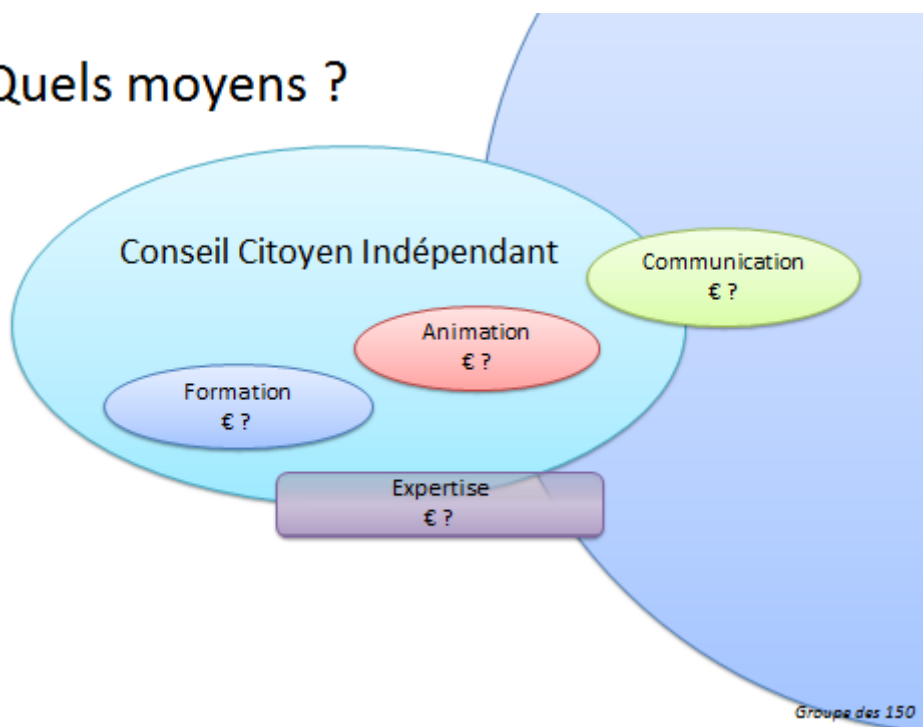 Quels moyens ?
Conseil Citoyen Indépendant
Communication
€ ?
Animation
€ ?
Formation
€ ?
Expertise
€ ?
Groupe des 150